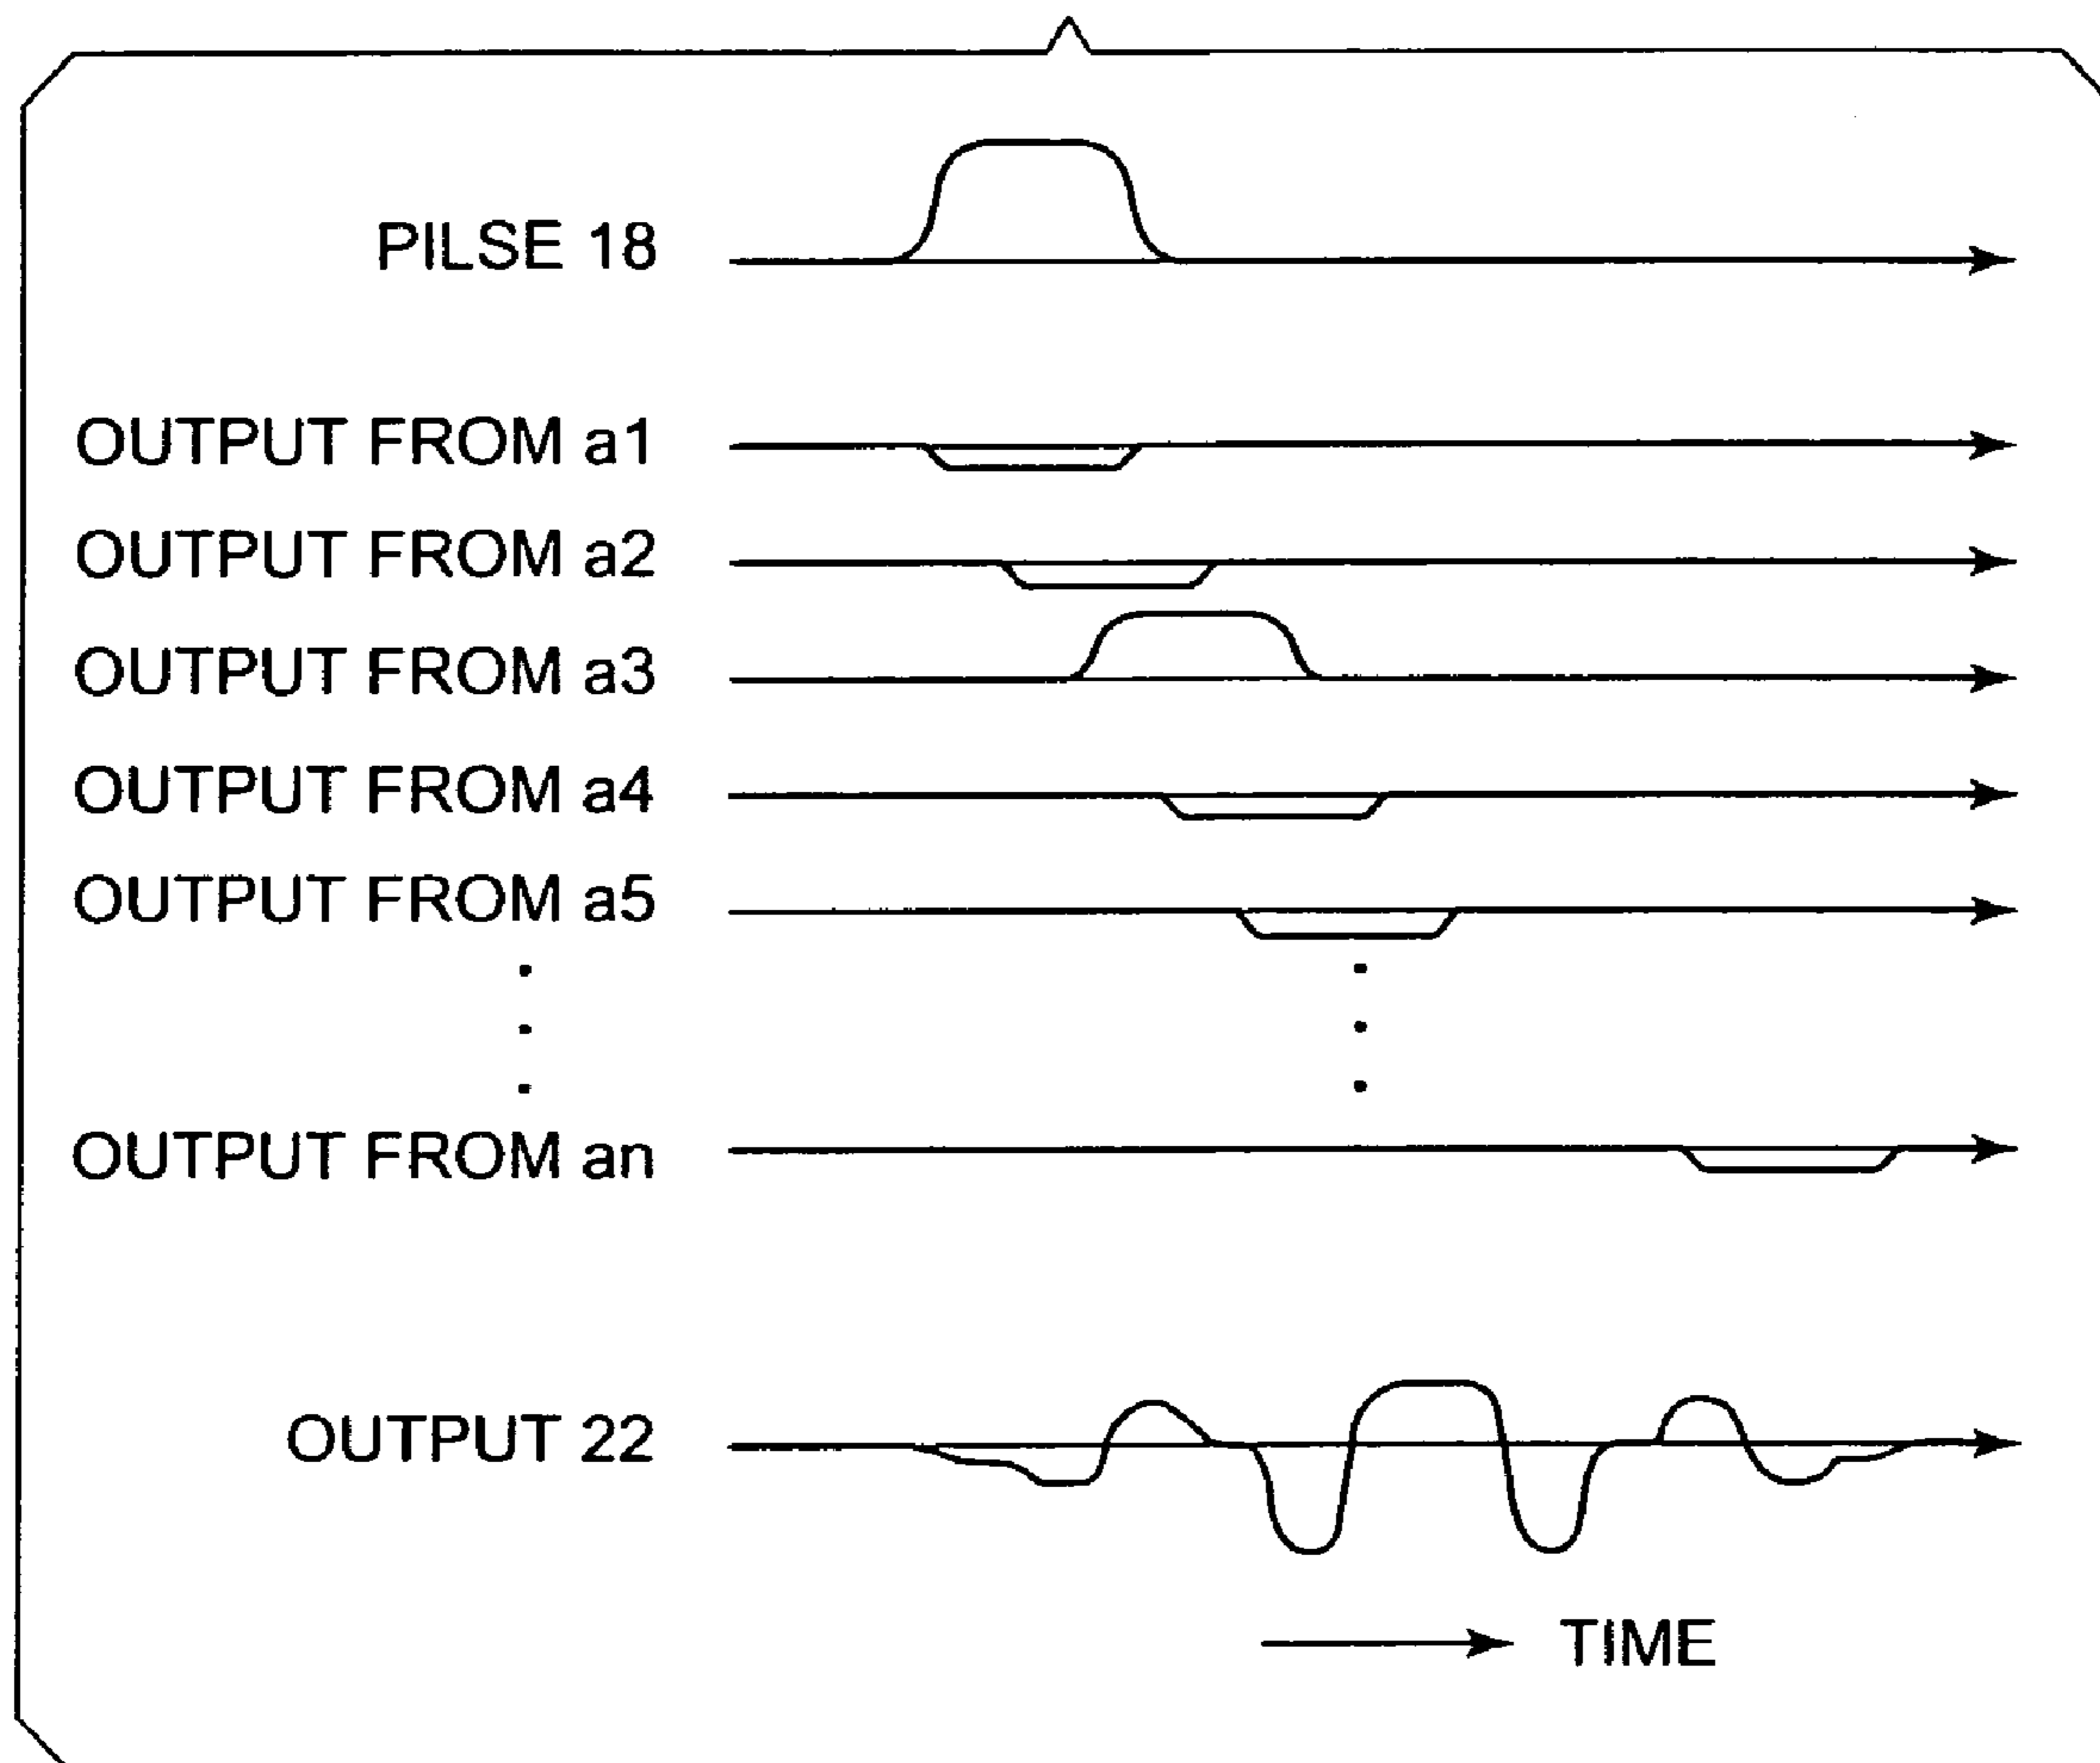 PILSE 18
OUTPUT FROM a1
OUTPUT FROM a2
OUTPUT FROM a3
OUTPUT FROM a4
OUTPUT FROM a5
OUTPUT FROM an
OUTPUT 22
TIME